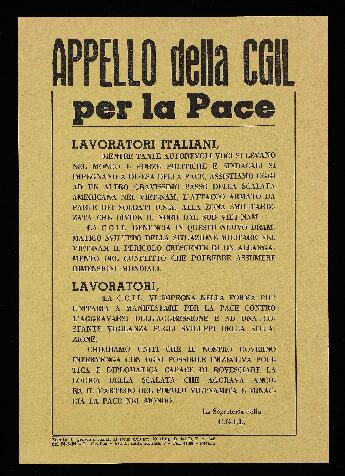 APPELLO della CGIL
per la Pace
LAVORATORI ITALIANI,
MENTRE TANTE AUTOREVOLI VOCI SI LEVANO
NEL MONDO E FORZE POLITICHE E SINDACALI SI
IMPEGNANO A DIFESA DELLA PACE, ASSISTIAMO OGGI
AD UN ALTRO GRAVISSIMO PASSO DELLA SCALATA
AMERICANA NEL VIETNAM, L'ATTACCO ARMATO DA
PARTE DEI SOLDATI U.S.A. ALLA ZONA SMILITARIZ-
ZATA CHE DIVIDE IL NORD DAL SUD VIETNAM.
LA C.G.I.L. DENUNCIA IN QUESTO NUOVO DRAM-
MATICO SVILUPPO DELLA SITUAZIONE MILITARE NEL
VIETNAM IL PERICOLO CRESCENTE DI UN ALLARGA-
MENTO DEL CONFLITTO CHE POTREBBE ASSUMERE
DIMENSIONI MONDIALI.
LAVORATORI,
LA C.G.I.L. VI IMPEGNA NELLA FORMA PIU'
UNITARIA A MANIFESTARE PER LA PACE CONTRO
L'AGGRAVARSI DELL'AGGRESSIONE E AD UNA CO-
STANTE VIGILANZA SUGLI SVILUPPI DELLA SITUA-
ZIONE.
CHIEDIAMO UNITI CHE IL NOSTRO GOVERNO
INTERVENGA CON OGNI POSSIBILE INIZIATIVA POLI-
TICA E DIPLOMATICA CAPACE DI ROVESCIARE LA
LOGICA DELLA SCALATA CHE AGGRAVA ANCO-
RA IL MARTIRIO DEL POPOLO VIETNAMITA E MINAC-
CIA LA PACE NEL MONDO.
La Segreteria della
C.G.I.L.